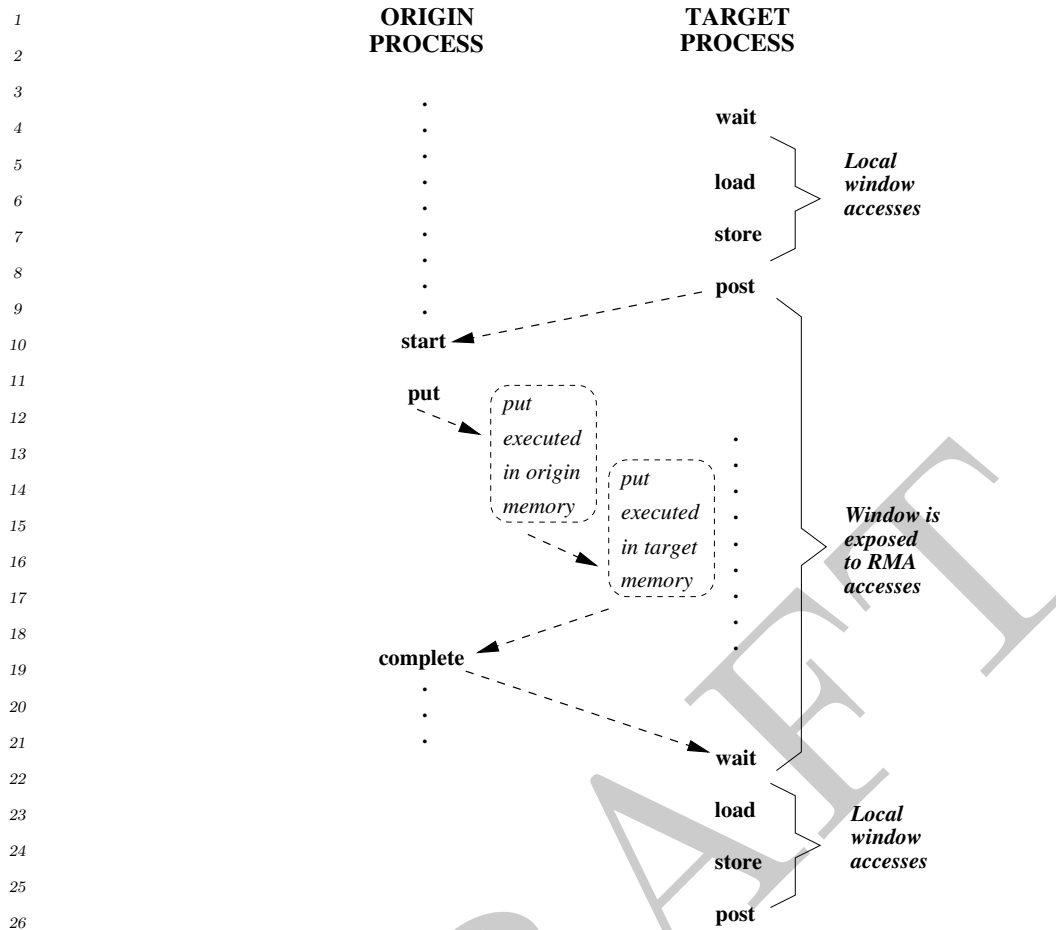 1
ORIGIN
PROCESS
TARGET
PROCESS
2
3
4
wait
5
Local
window
accesses
6
load
7
store
8
post
9
10
start
11
put
12
put
executed
in origin
memory
13
14
put
executed
in target
memory
15
Window is
exposed
to RMA
accesses
16
17
18
19
complete
20
21
wait
22
23
load
Local
window
accesses
24
store
25
26
post
DRAFT